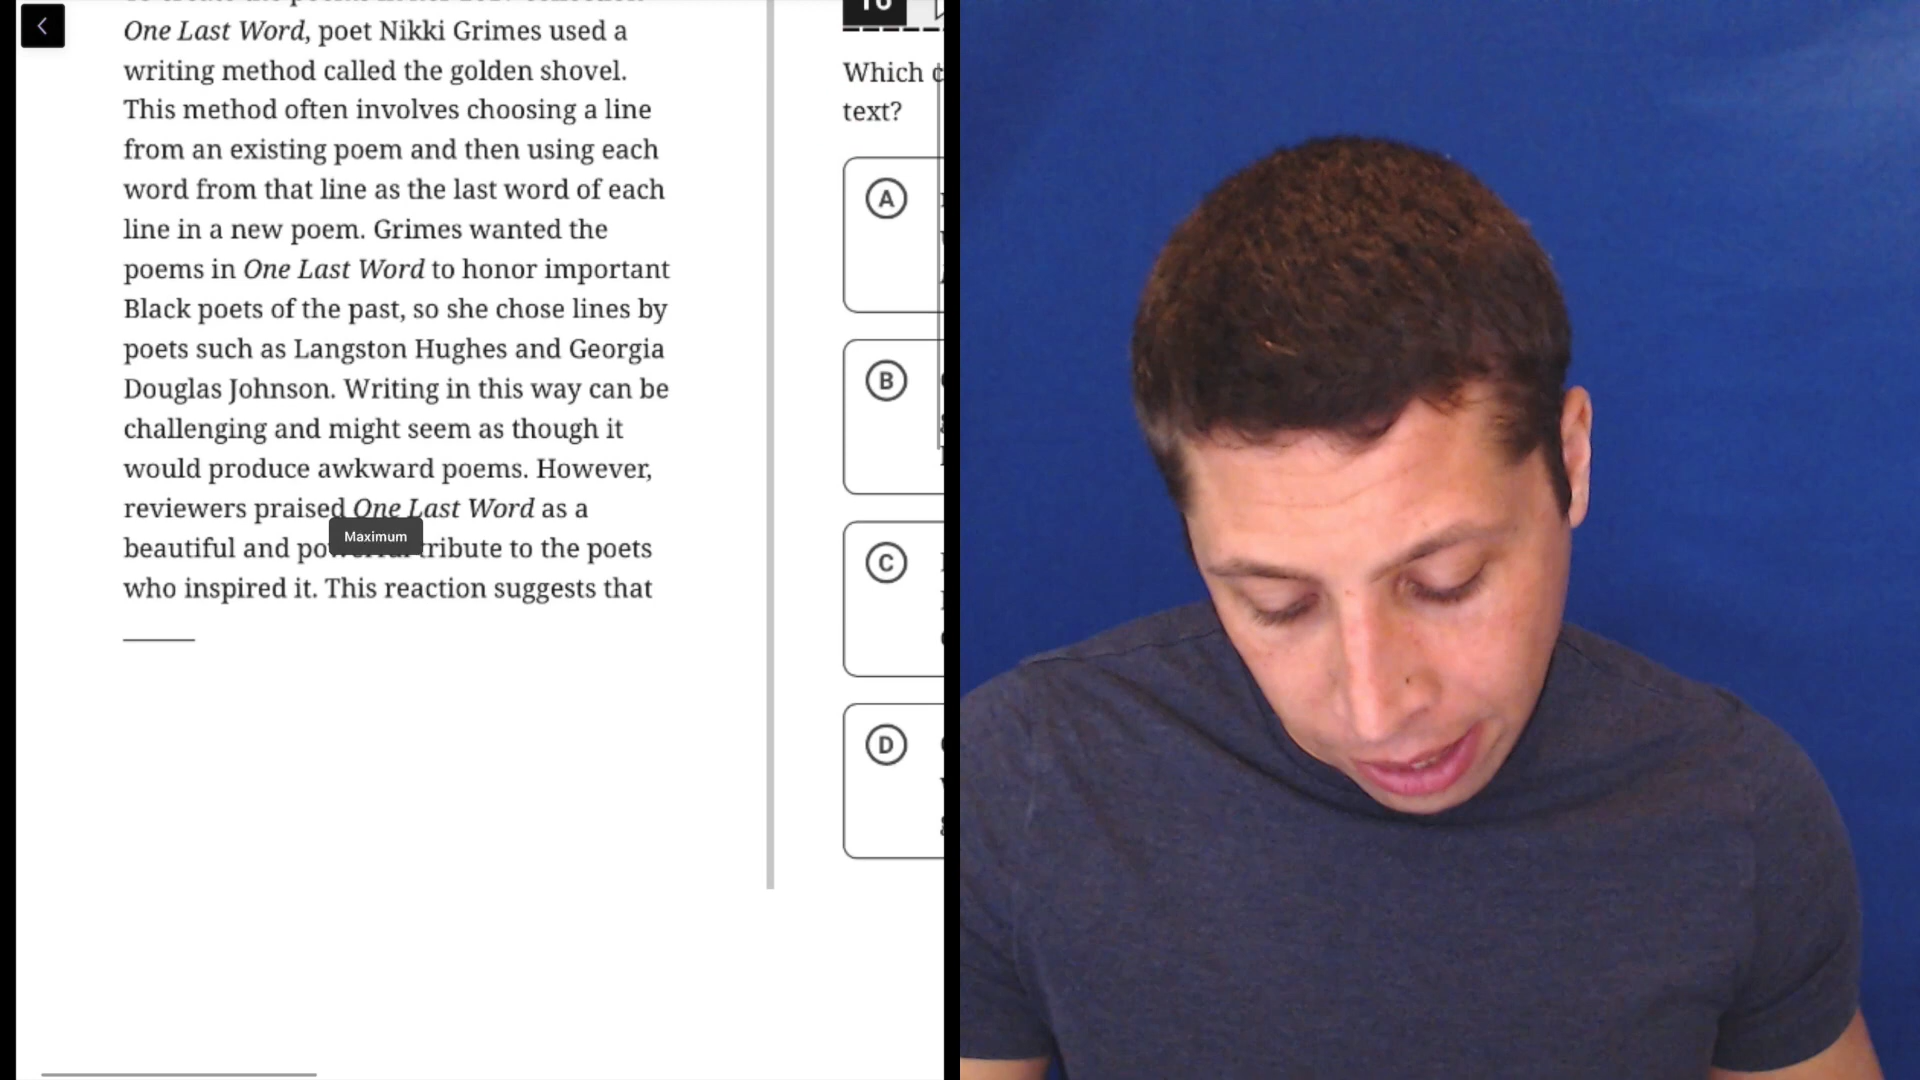 One Last Word, poet Nikki Grimes used a
writing method called the golden shovel.
This method often involves choosing a line
from an existing poem and then using each
word from that line as the last word of each
line in a new poem. Grimes wanted the
poems in One Last Word to honor important
Black poets of the past, so she chose lines by
poets such as Langston Hughes and Georgia
Douglas Johnson. Writing in this way can be
challenging and might seem as though it
would produce awkward poems. However,
reviewers praised One Last Word as a
Maximum
beautiful and tribute to the poets
who inspired it. This reaction suggests that
Which
text?
A
B
C
D